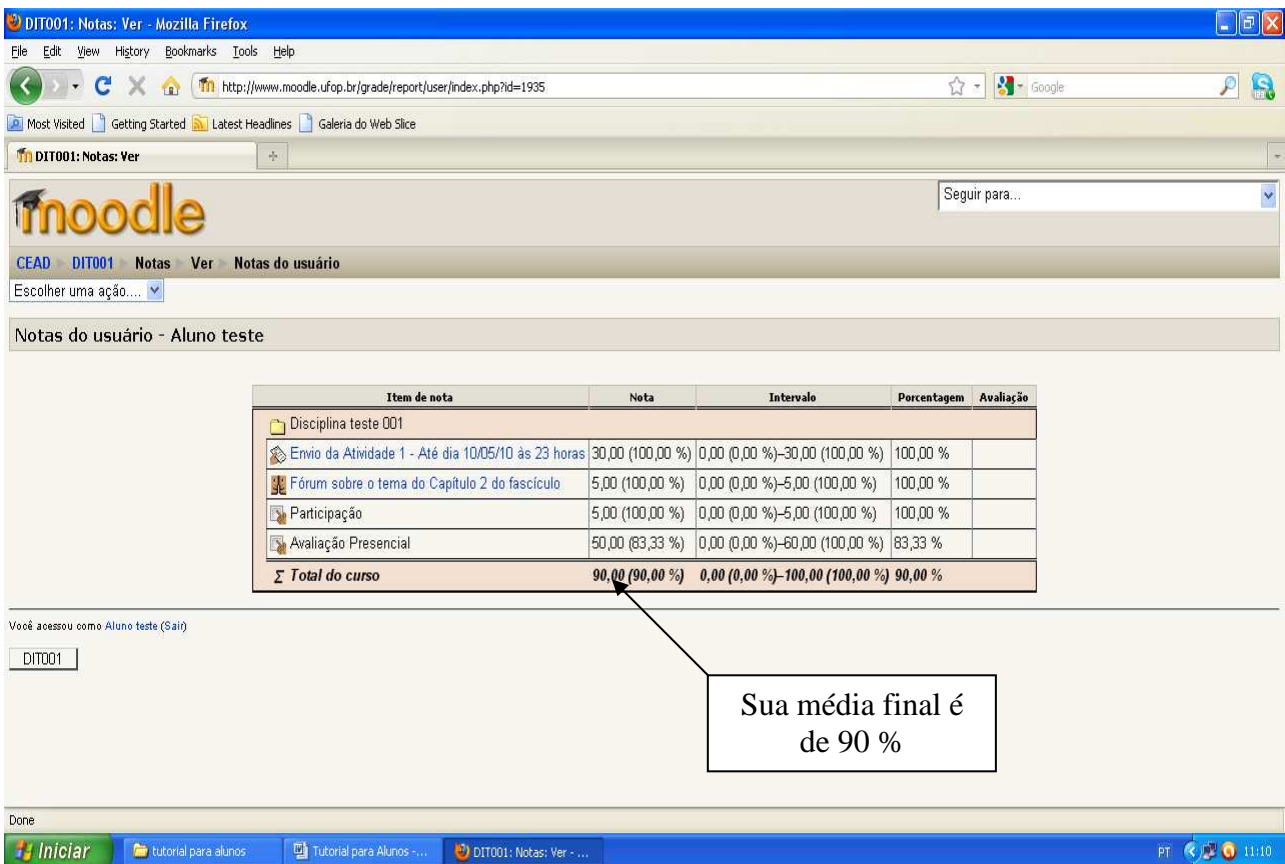 DIT001: Notas: Ver - Mozilla Firefox
File Edit View History Bookmarks Tools Help
http://www.moodle.ufop.br/grade/report/user/index.php?id=1935
Google
Most Visited Getting Started Latest Headlines Galeria do Web Slice
DIT001: Notas: Ver
moodle
Seguir para...
CEAD DIT001 Notas Ver Notas do usuário
Escolher uma ação....
Notas do usuário - Aluno teste
Item de nota Nota Intervalo Porcentagem Avaliação
Disciplina teste 001
Envio da Atividade 1 - Até dia 10/05/10 às 23 horas 30,00 (100,00 %) 0,00 (0,00 %)–30,00 (100,00 %) 100,00 %
Fórum sobre o tema do Capítulo 2 do fascículo 5,00 (100,00 %) 0,00 (0,00 %)–5,00 (100,00 %) 100,00 %
Participação 5,00 (100,00 %) 0,00 (0,00 %)–5,00 (100,00 %) 100,00 %
Avaliação Presencial 50,00 (83,33 %) 0,00 (0,00 %)–60,00 (100,00 %) 83,33 %
Σ Total do curso 90,00 (90,00 %) 0,00 (0,00 %)–100,00 (100,00 %) 90,00 %
Você acessou como Aluno teste (Sair)
DIT001
Sua média final é
de 90 %
Done
Iniciar tutorial para alunos Tutorial para Alunos -... DIT001: Notas: Ver - ... PT 11:10